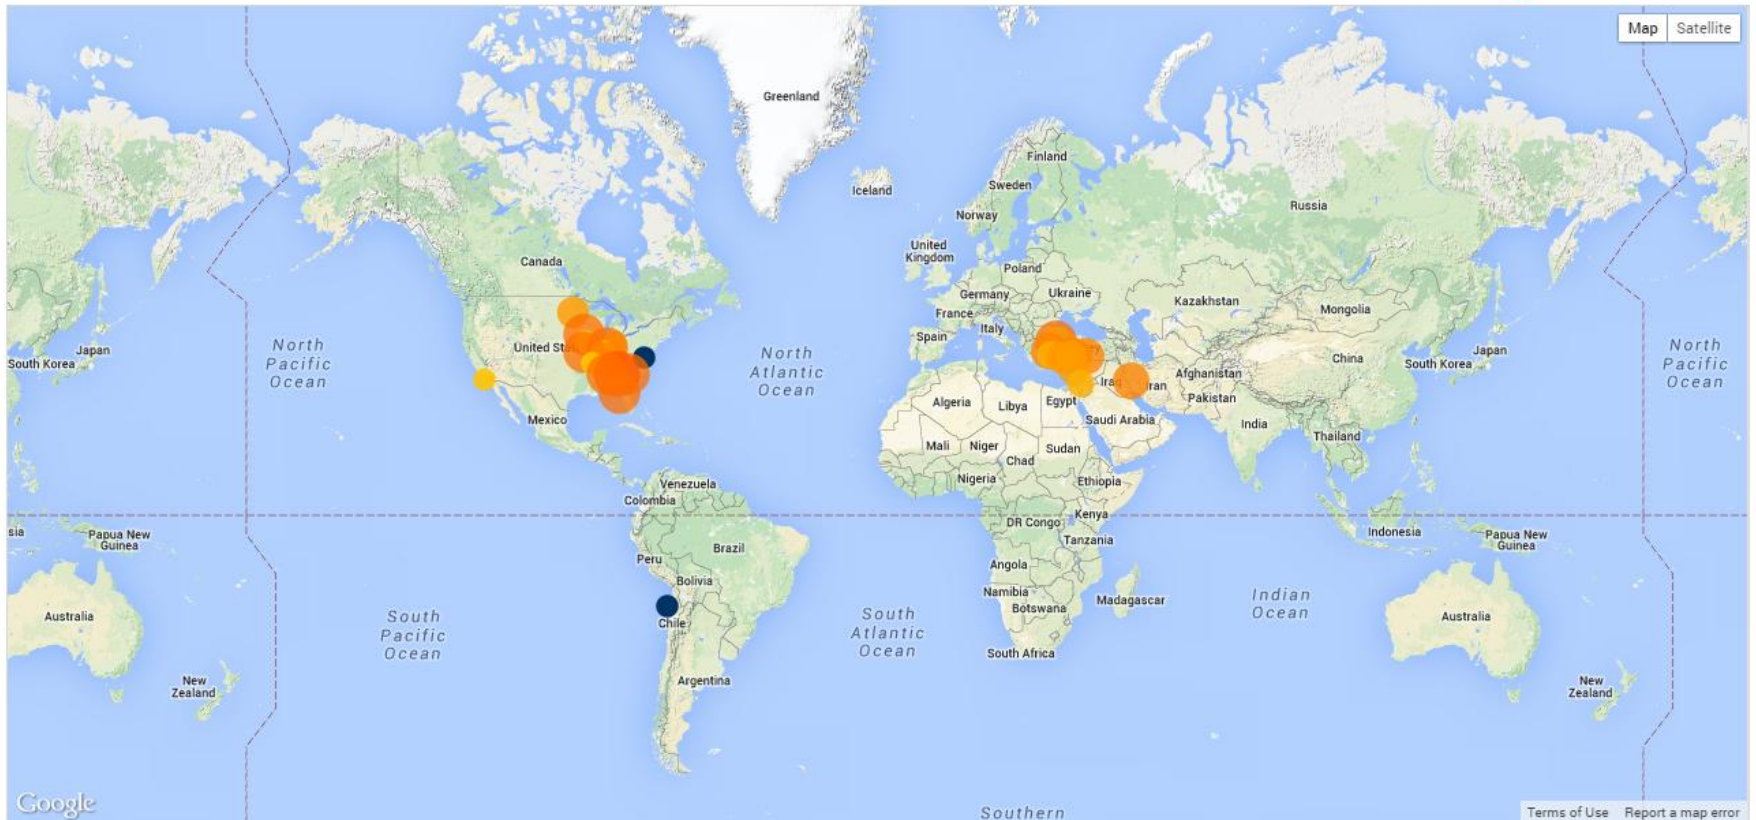 Map Satellite
Greenland
Finland
Iceland
Sweden
Russia
Norway
United
Kingdom
Canada
Poland
Germany
Ukraine
Kazakhstan
Mongolia
France
Italy
Spain
United Sta
North
Pacific
Ocean
North
Atlantic
Ocean
North
Pacific
Ocean
Japan
South Korea
China
Japan
South Korea
Iraq
Iran
Afghanistan
Pakistan
Algeria
Libya
Egypt
Saudi Arabia
India
Mexico
Thailand
Mali
Niger
Chad
Sudan
Venezuela
Nigeria
Ethiopia
Colombia
Kenya
DR Congo
sia
Papua New
Guinea
Indonesia
Papua New
Guinea
Tanzania
Brazil
Peru
Angola
Bolivia
Namibia
Botswana
Madagascar
Indian
Ocean
Australia
South
Pacific
Ocean
Chile
South
Atlantic
Ocean
Australia
South Africa
New
Zealand
Argentina
New
Zealand
Google
Southern
Terms of Use Report a map error